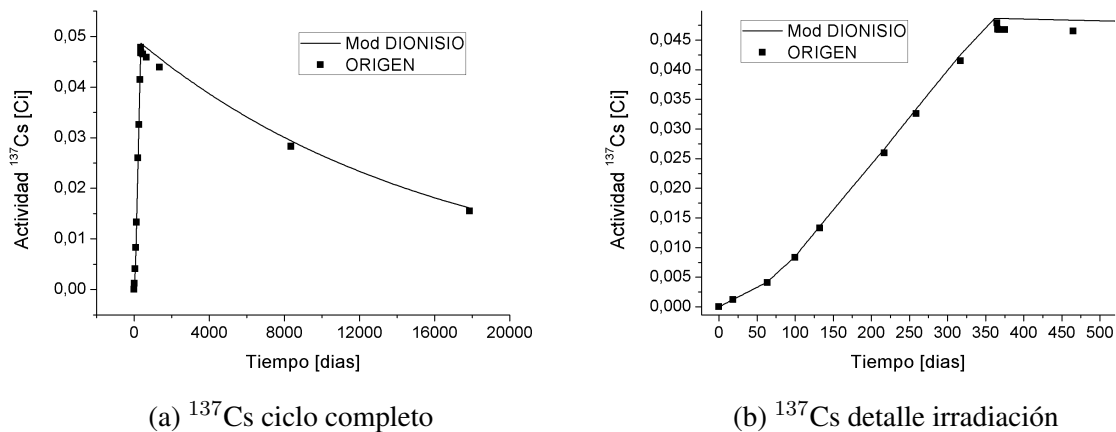 0,05
0,04
0,03
0,02
0,01
0,00
Actividad ¹³⁷Cs [Ci]
Mod DIONISIO
ORIGEN
0 4000 8000 12000 16000 20000
Tiempo [dias]
(a) ¹³⁷Cs ciclo completo
0,045
0,040
0,035
0,030
0,025
0,020
0,015
0,010
0,005
0,000
Actividad ¹³⁷Cs [Ci]
Mod DIONISIO
ORIGEN
0 50 100 150 200 250 300 350 400 450 500
Tiempo [dias]
(b) ¹³⁷Cs detalle irradiación